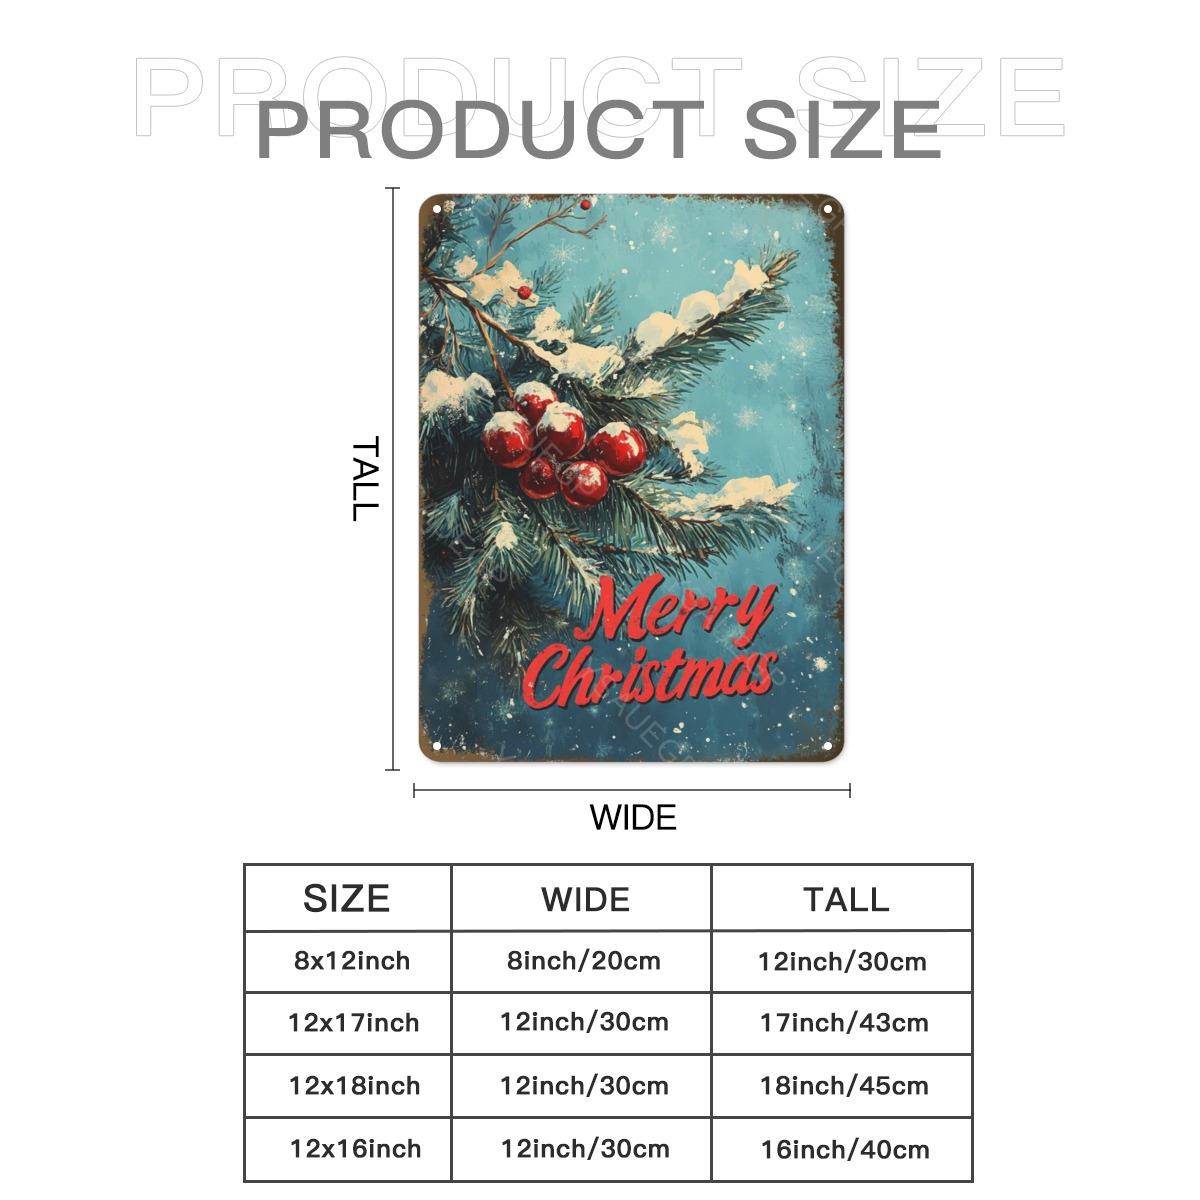 PRODUCT SIZE
PRODUCT SIZE
TALL
Merry
Christmas
WIDE
SIZE WIDE TALL
8x12inch 8inch/20cm 12inch/30cm
12x17inch 12inch/30cm 17inch/43cm
12x18inch 12inch/30cm 18inch/45cm
12x16inch 12inch/30cm 16inch/40cm